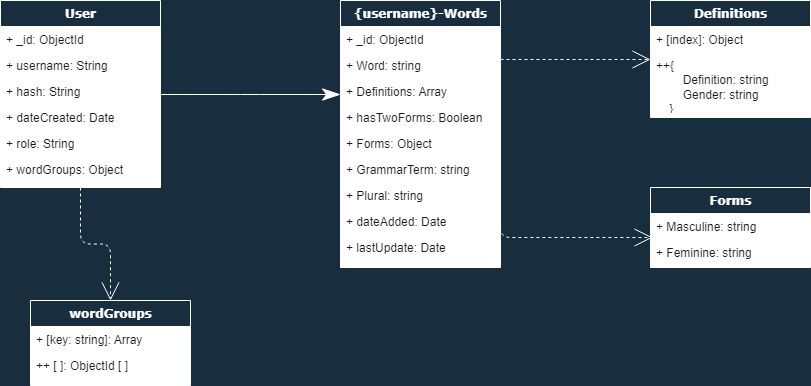 User
+ _id: ObjectId
+ username: String
+ hash: String
+ dateCreated: Date
+ role: String
+ wordGroups: Object
{username}-Words
+ _id: ObjectId
+ Word: string
+ Definitions: Array
+ hasTwoForms: Boolean
+ Forms: Object
+ GrammarTerm: string
+ Plural: string
+ dateAdded: Date
+ lastUpdate: Date
Definitions
+ [index]: Object
++{
Definition: string
Gender: string
}
Forms
+ Masculine: string
+ Feminine: string
wordGroups
+ [key: string]: Array
++ [ ]: ObjectId [ ]